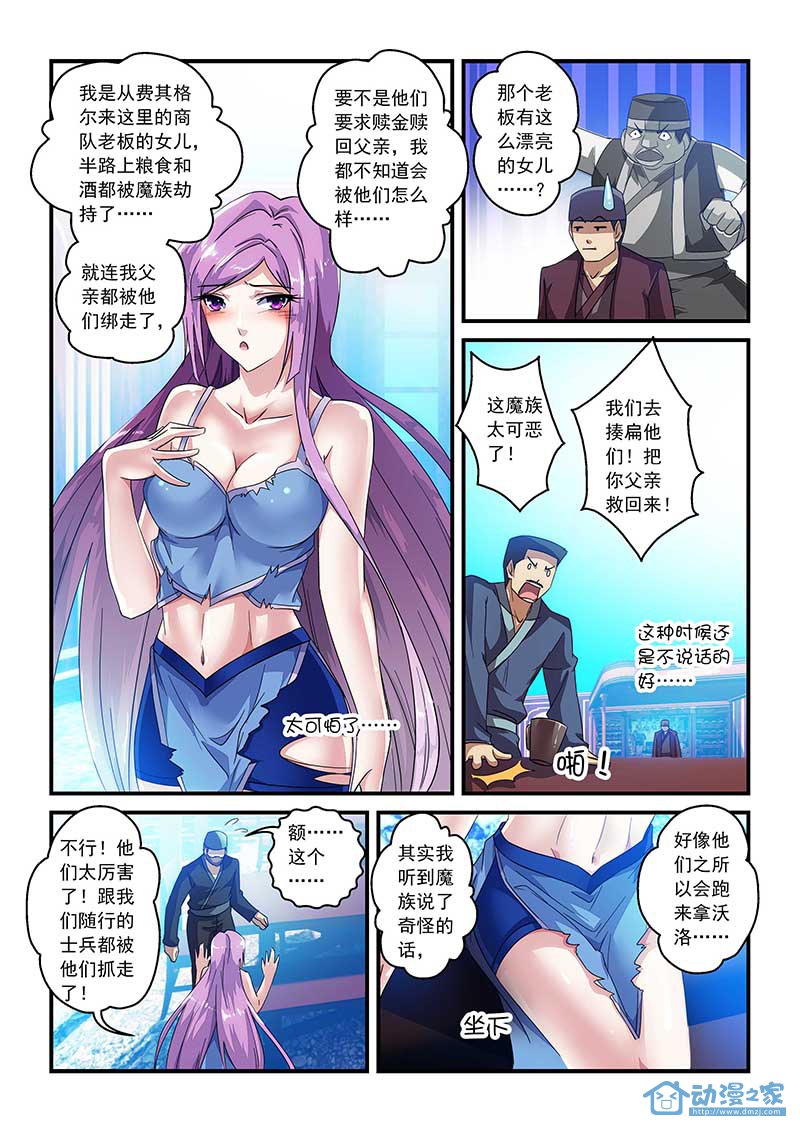 我是从费其格
尔来这里的商
队老板的女儿，
半路上粮食和
酒都被魔族劫
持了……
就连我父
亲都被他
们绑走了，
要不是他们
要求赎金赎
回父亲，我
都不知道会
被他们怎么
样……
太可怕了……
那个老
板有这
么漂亮
的女儿
……？
这魔族
太可恶
了！
我们去
揍扁他
们！把
你父亲
救回来！
这种时候还
是不说话的
好……
啪！
不行！他
们太厉害
了！跟我
们随行的
士兵都被
他们抓走
了！
额……
这个
……
其实我
听到魔
族说了
奇怪的
话，
好像他
们之所
以会跑
来拿沃
洛……
坐下
动漫之家
http://www.dmzj.com